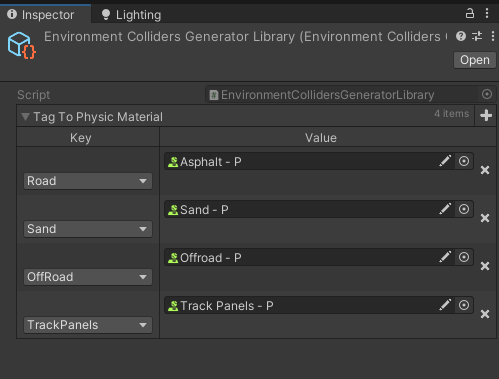 Inspector
Lighting
Environment Colliders Generator Library (Environment Colliders
Open
Script
EnvironmentCollidersGeneratorLibrary
Tag To Physic Material
4 items
Key
Value
Asphalt - P
Road
Sand - P
Sand
Offroad - P
OffRoad
Track Panels - P
TrackPanels